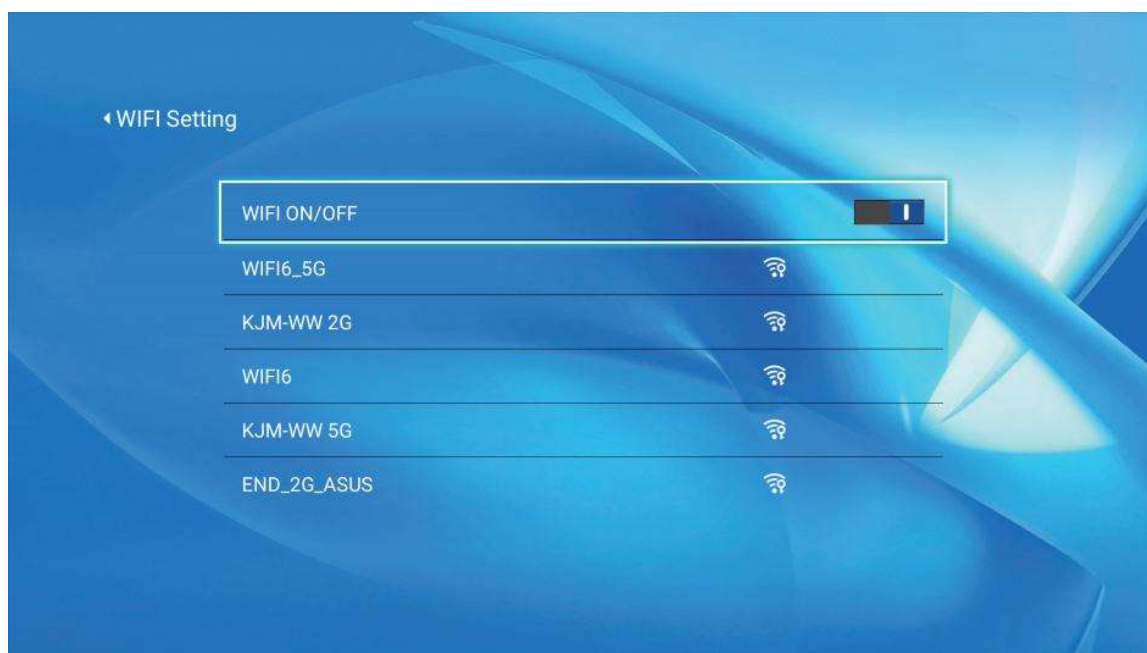 WIFI Setting
WIFI ON/OFF
WIFI6_5G
KJM-WW 2G
WIFI6
KJM-WW 5G
END_2G_ASUS